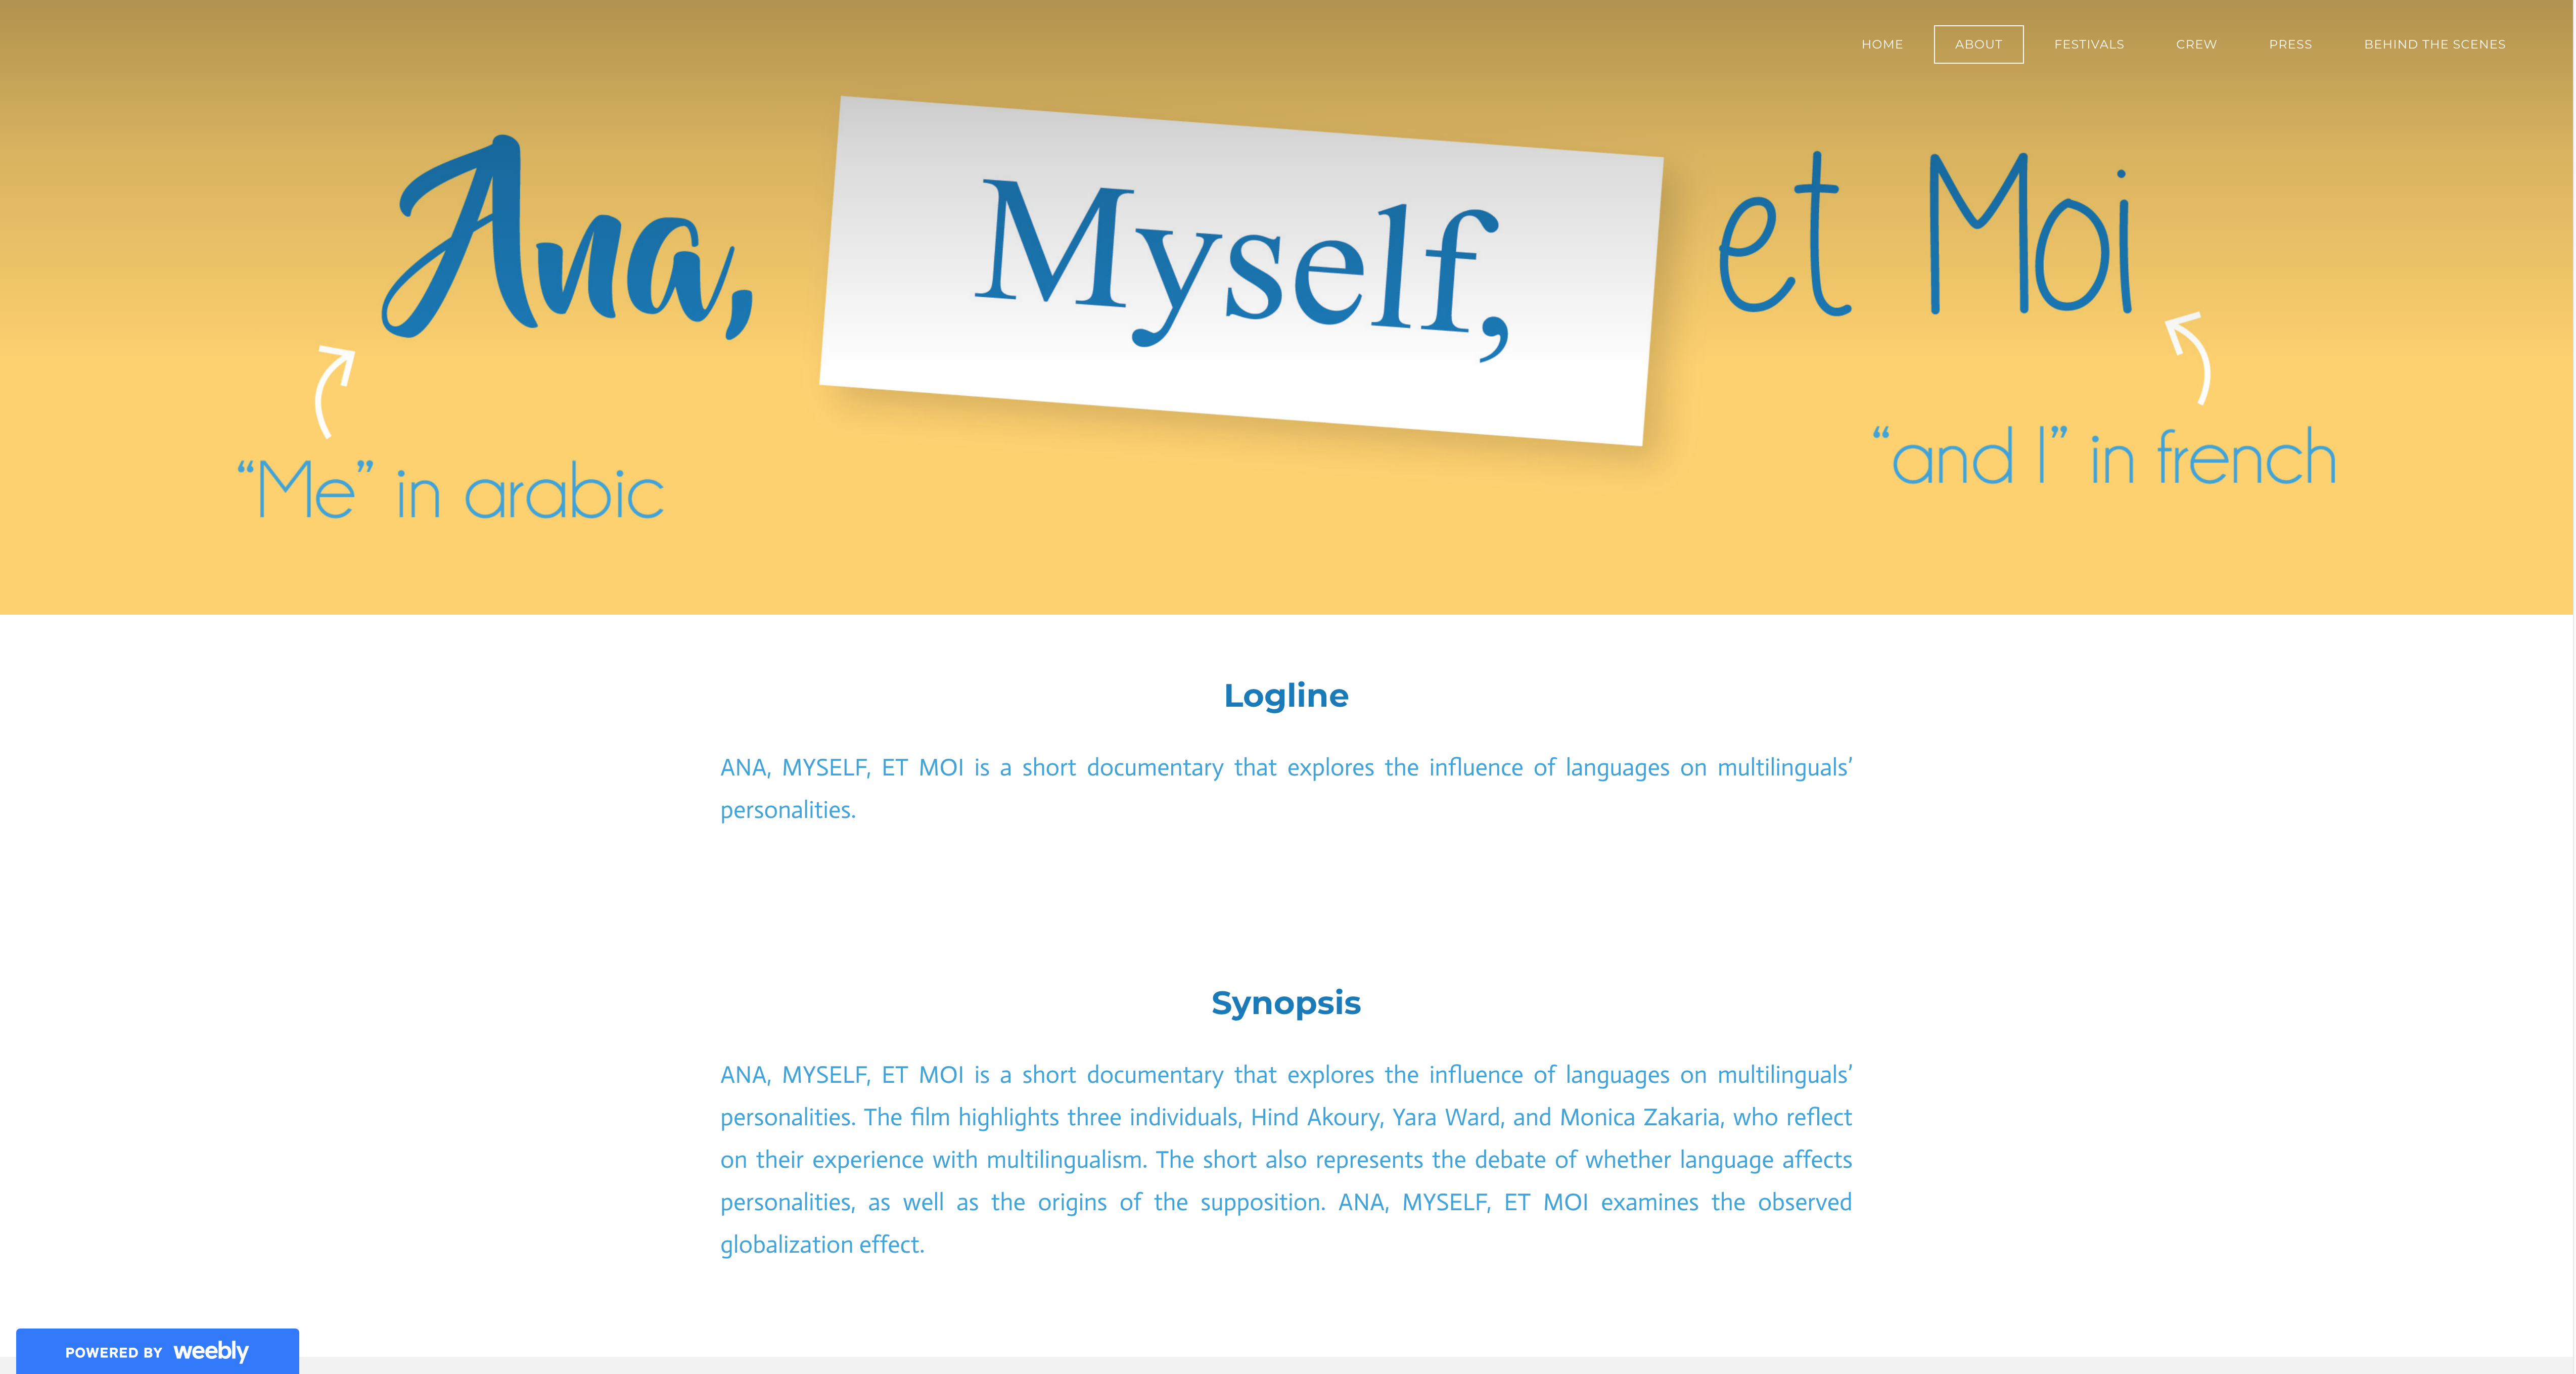 HOME ABOUT FESTIVALS CREW PRESS BEHIND THE SCENES
Ana, Myself, et Moi
“Me” in arabic
“and I” in french
Logline
ANA, MYSELF, ET MOI is a short documentary that explores the influence of languages on multilinguals’
personalities.
Synopsis
ANA, MYSELF, ET MOI is a short documentary that explores the influence of languages on multilinguals’
personalities. The film highlights three individuals, Hind Akoury, Yara Ward, and Monica Zakaria, who reflect
on their experience with multilingualism. The short also represents the debate of whether language affects
personalities, as well as the origins of the supposition. ANA, MYSELF, ET MOI examines the observed
globalization effect.
POWERED BY weebly